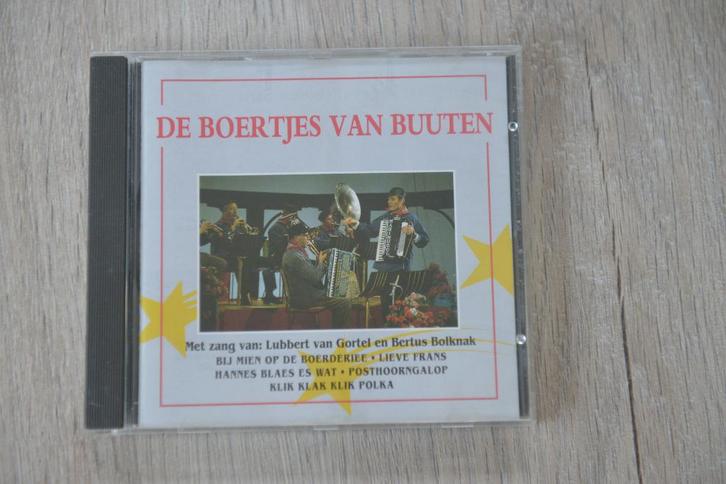 DE BOERTJES VAN BUUTEN
Met zang van: Lubbert van Gortel en Bertus Bolknak
BIJ MIEN OP DE BOERDERIEE • LIEVE FRANS
HANNES BLAES ES WAT • POSTHOORNGALOP
KLIK KLAK KLIK POLKA